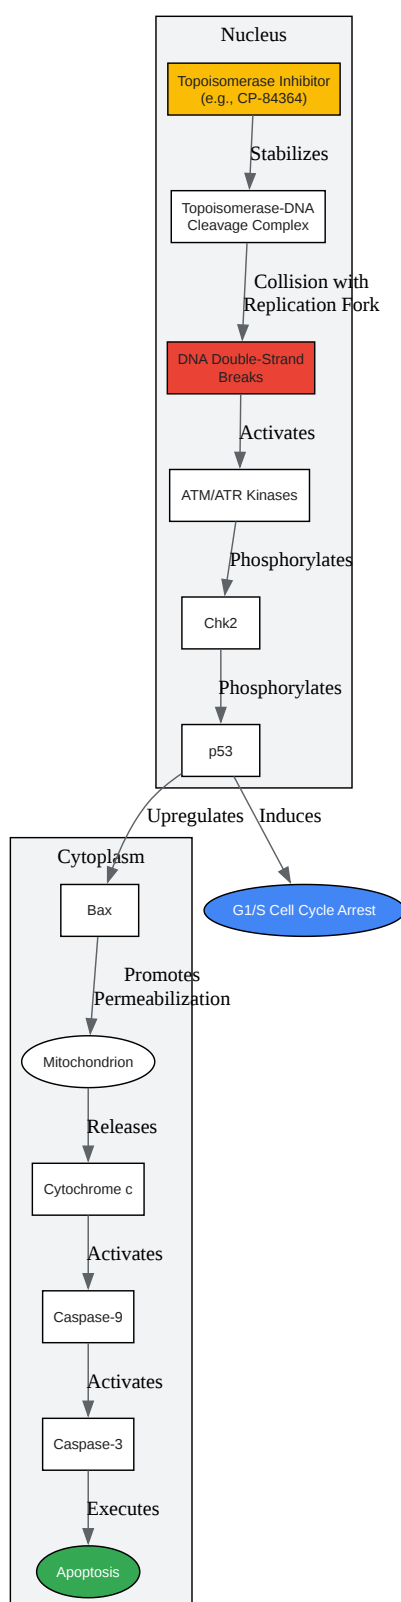 Nucleus
Topoisomerase Inhibitor
(e.g., CP-84364)
Stabilizes
Topoisomerase-DNA
Cleavage Complex
Collision with
Replication Fork
DNA Double-Strand
Breaks
Activates
ATM/ATR Kinases
Phosphorylates
Chk2
Phosphorylates
p53
Upregulates
Induces
Cytoplasm
Bax
G1/S Cell Cycle Arrest
Promotes
Permeabilization
Mitochondrion
Releases
Cytochrome c
Activates
Caspase-9
Activates
Caspase-3
Executes
Apoptosis